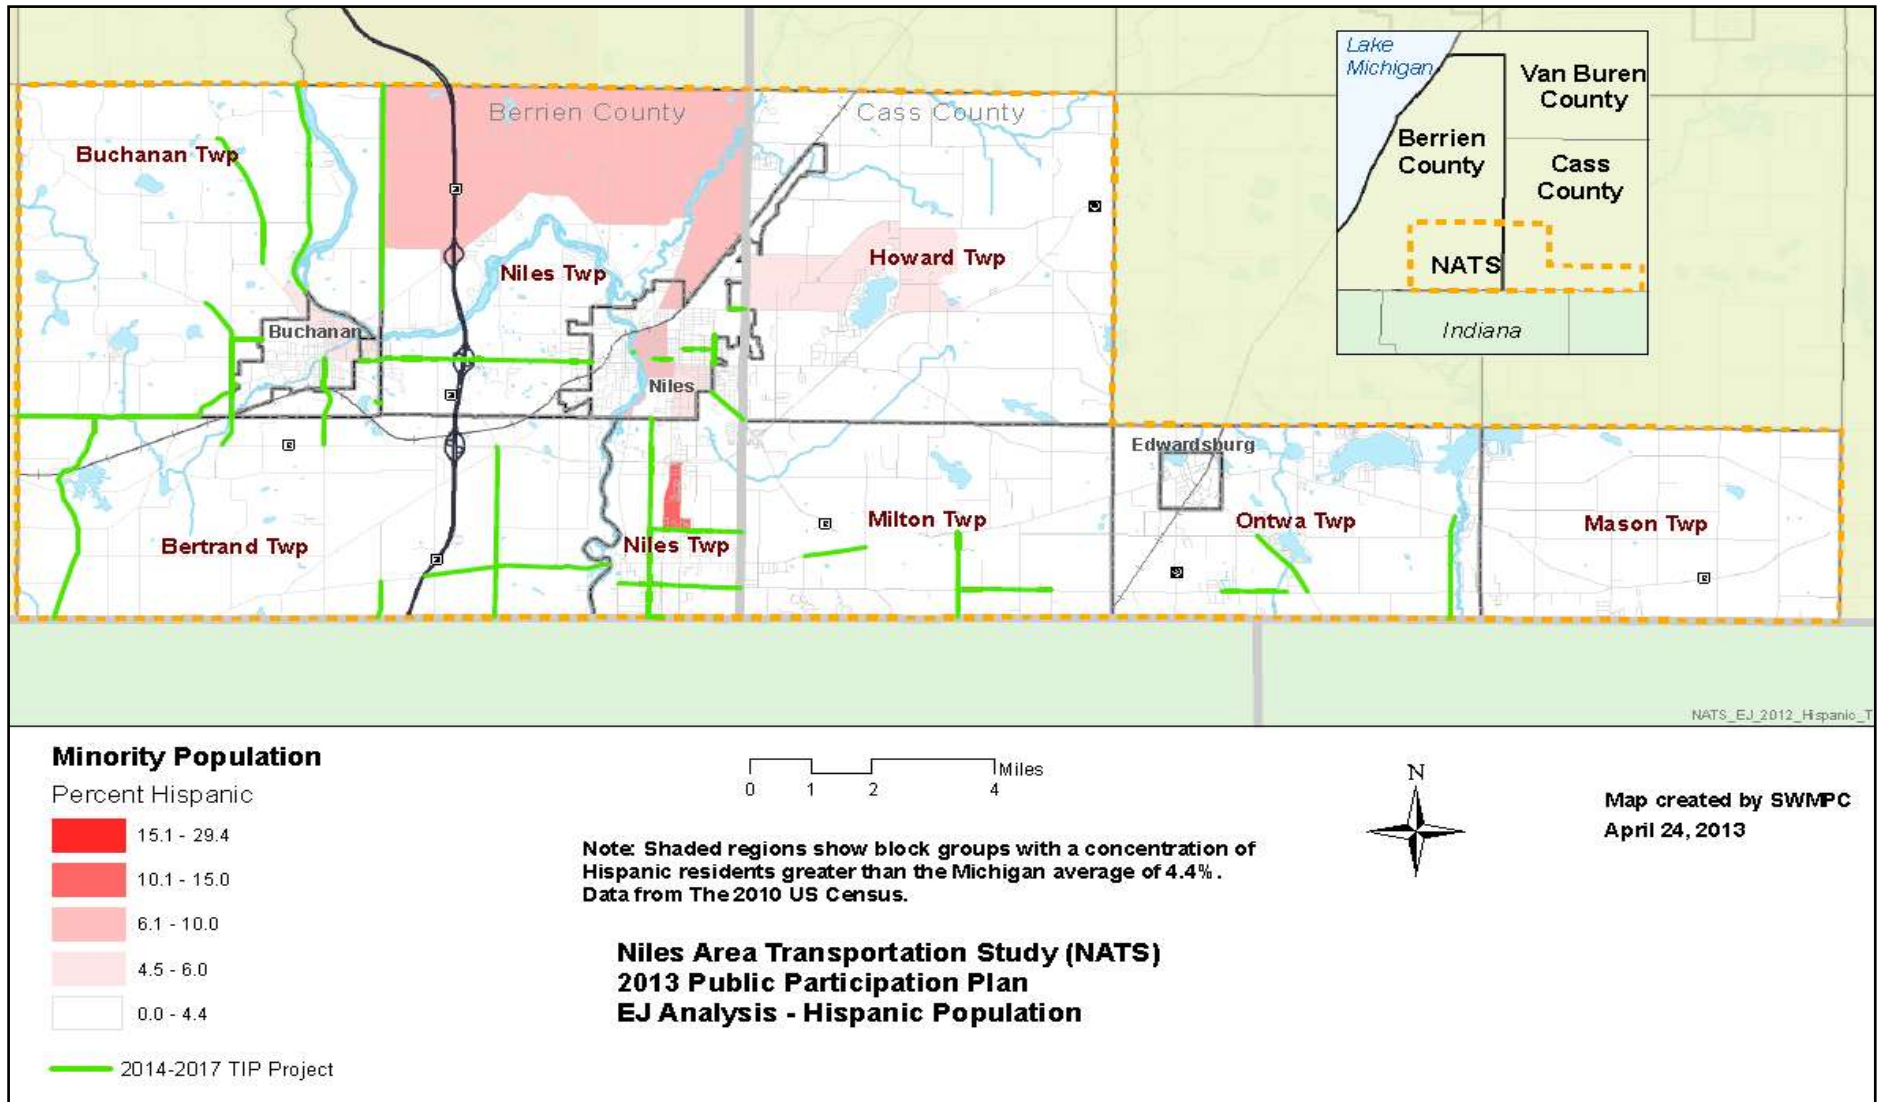 Berrien County
Cass County
Buchanan Twp
Howard Twp
Niles Twp
Buchanan
Niles
Edwardsburg
Bertrand Twp
Niles Twp
Milton Twp
Ontwa Twp
Mason Twp
Lake
Michigan
Van Buren
County
Berrien
County
Cass
County
NATS
Indiana
NATS_EJ_2012_Hispanic_T
Minority Population
Percent Hispanic
15.1 - 29.4
10.1 - 15.0
6.1 - 10.0
4.5 - 6.0
0.0 - 4.4
2014-2017 TIP Project
Miles
0 1 2 4
Note: Shaded regions show block groups with a concentration of
Hispanic residents greater than the Michigan average of 4.4%.
Data from The 2010 US Census.
Niles Area Transportation Study (NATS)
2013 Public Participation Plan
EJ Analysis - Hispanic Population
N
Map created by SWMPC
April 24, 2013